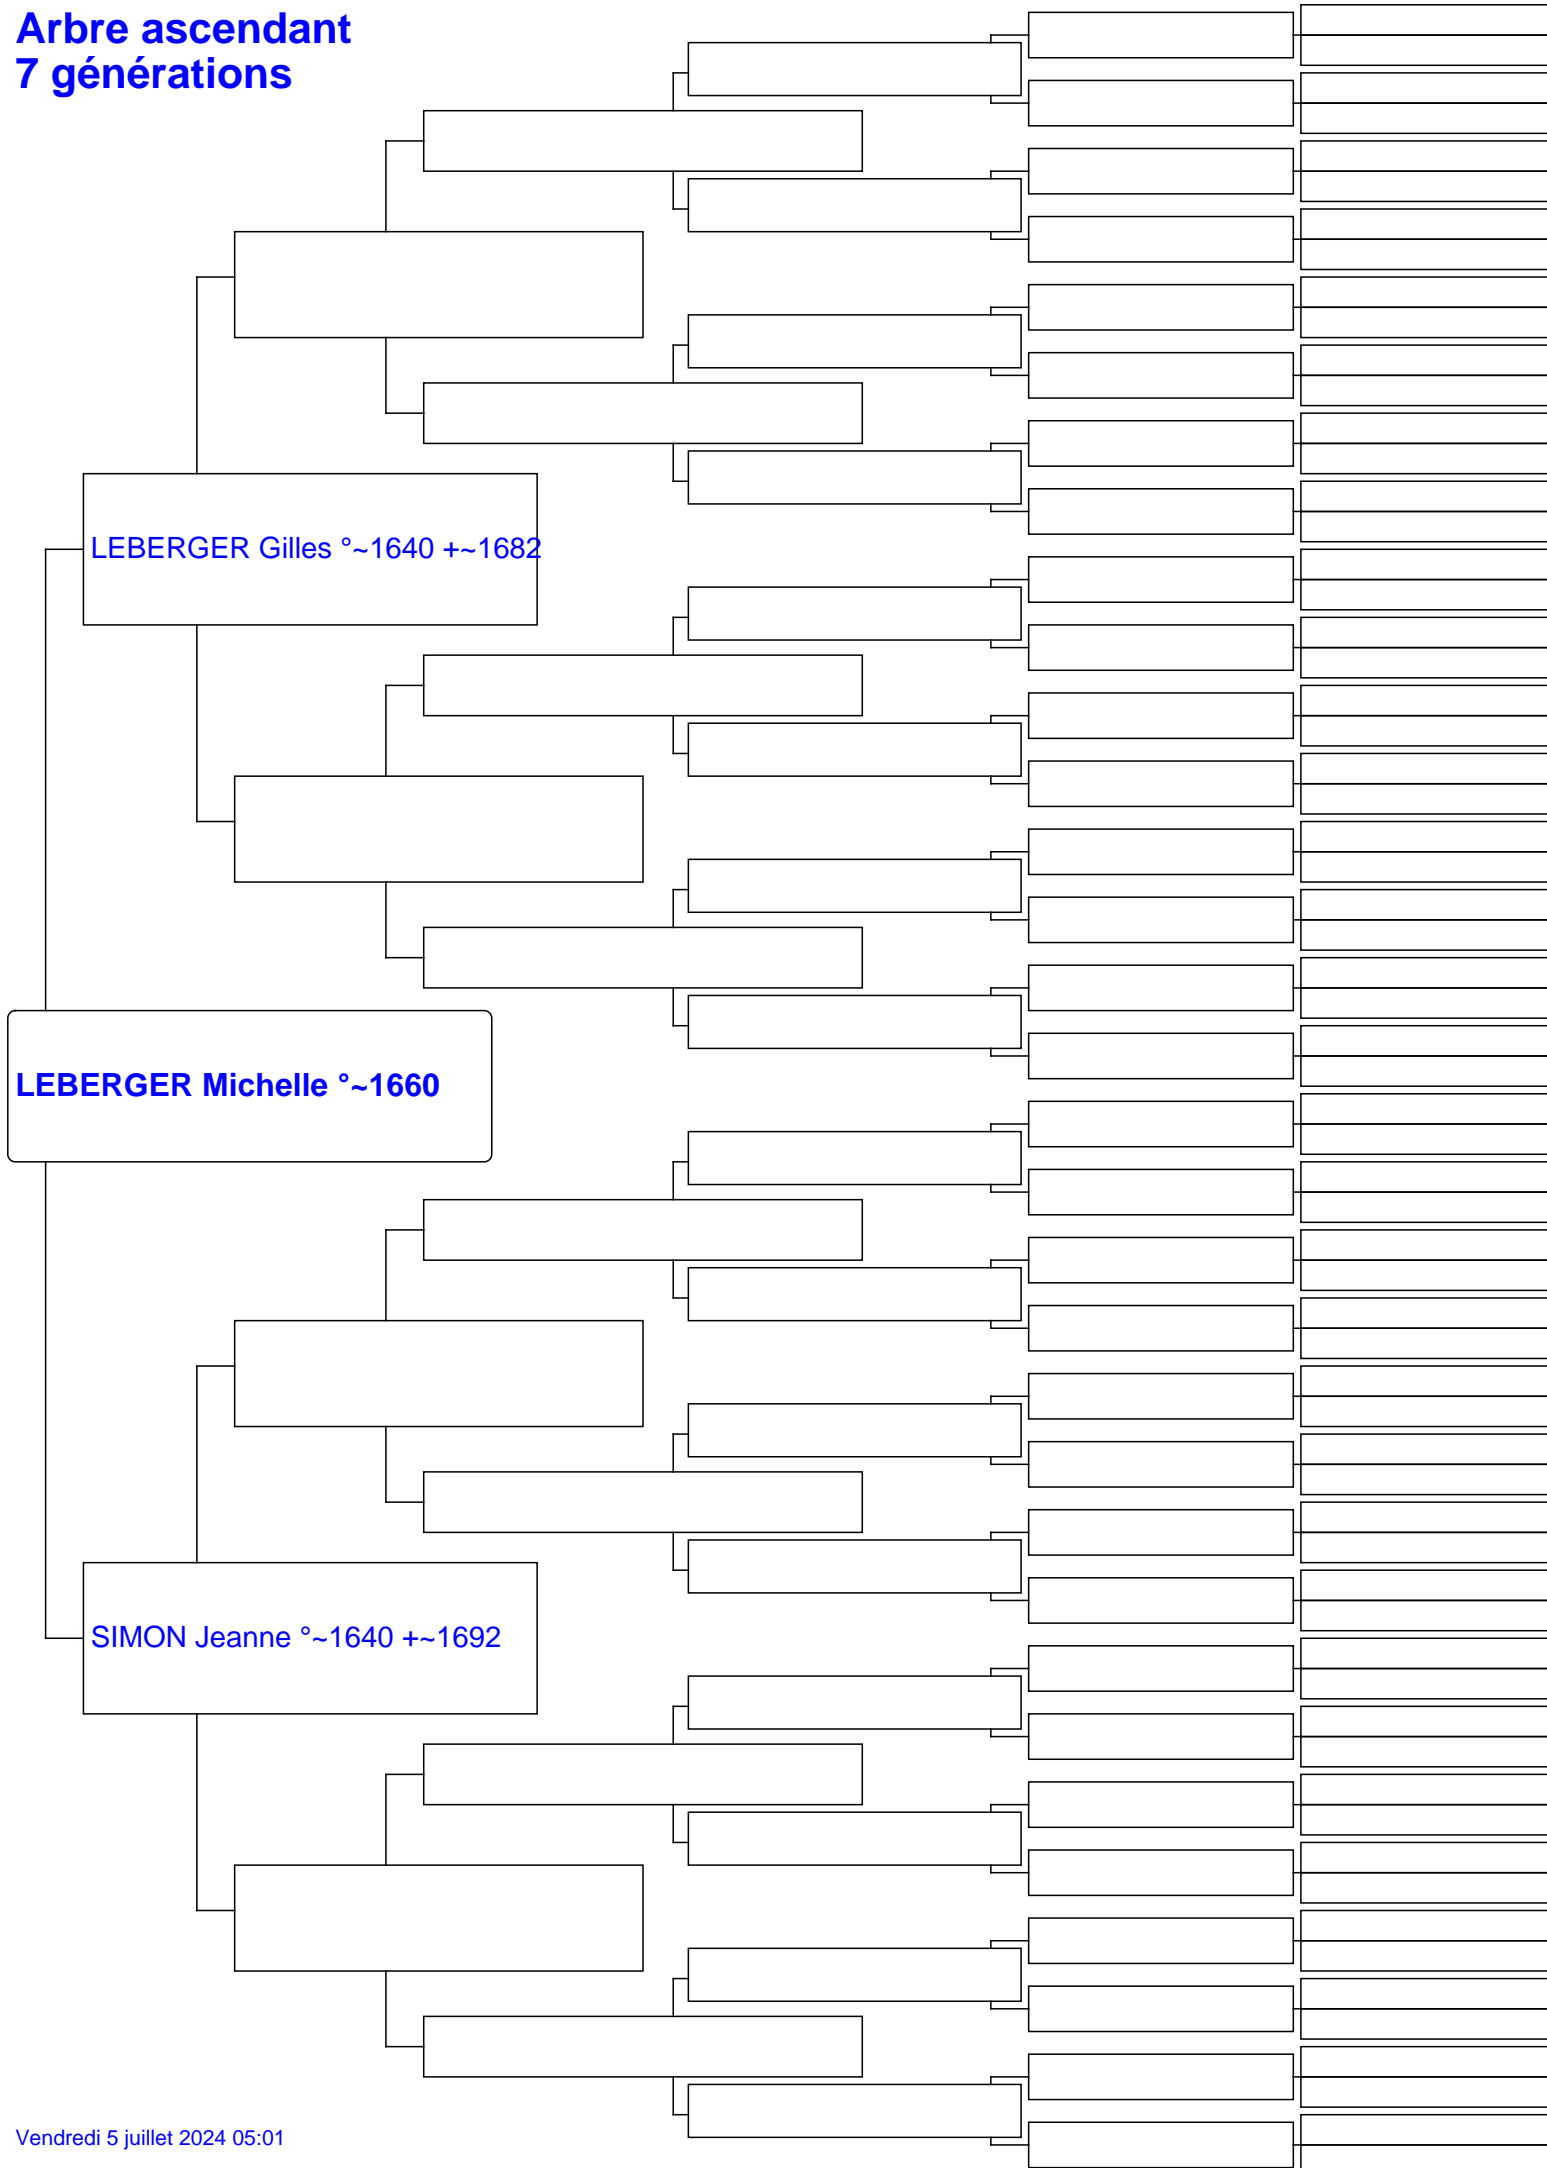 Arbre ascendant
7 générations
LEBERGER Gilles °~1640 +~1682
LEBERGER Michelle °~1660
SIMON Jeanne °~1640 +~1692
Vendredi 5 juillet 2024 05:01